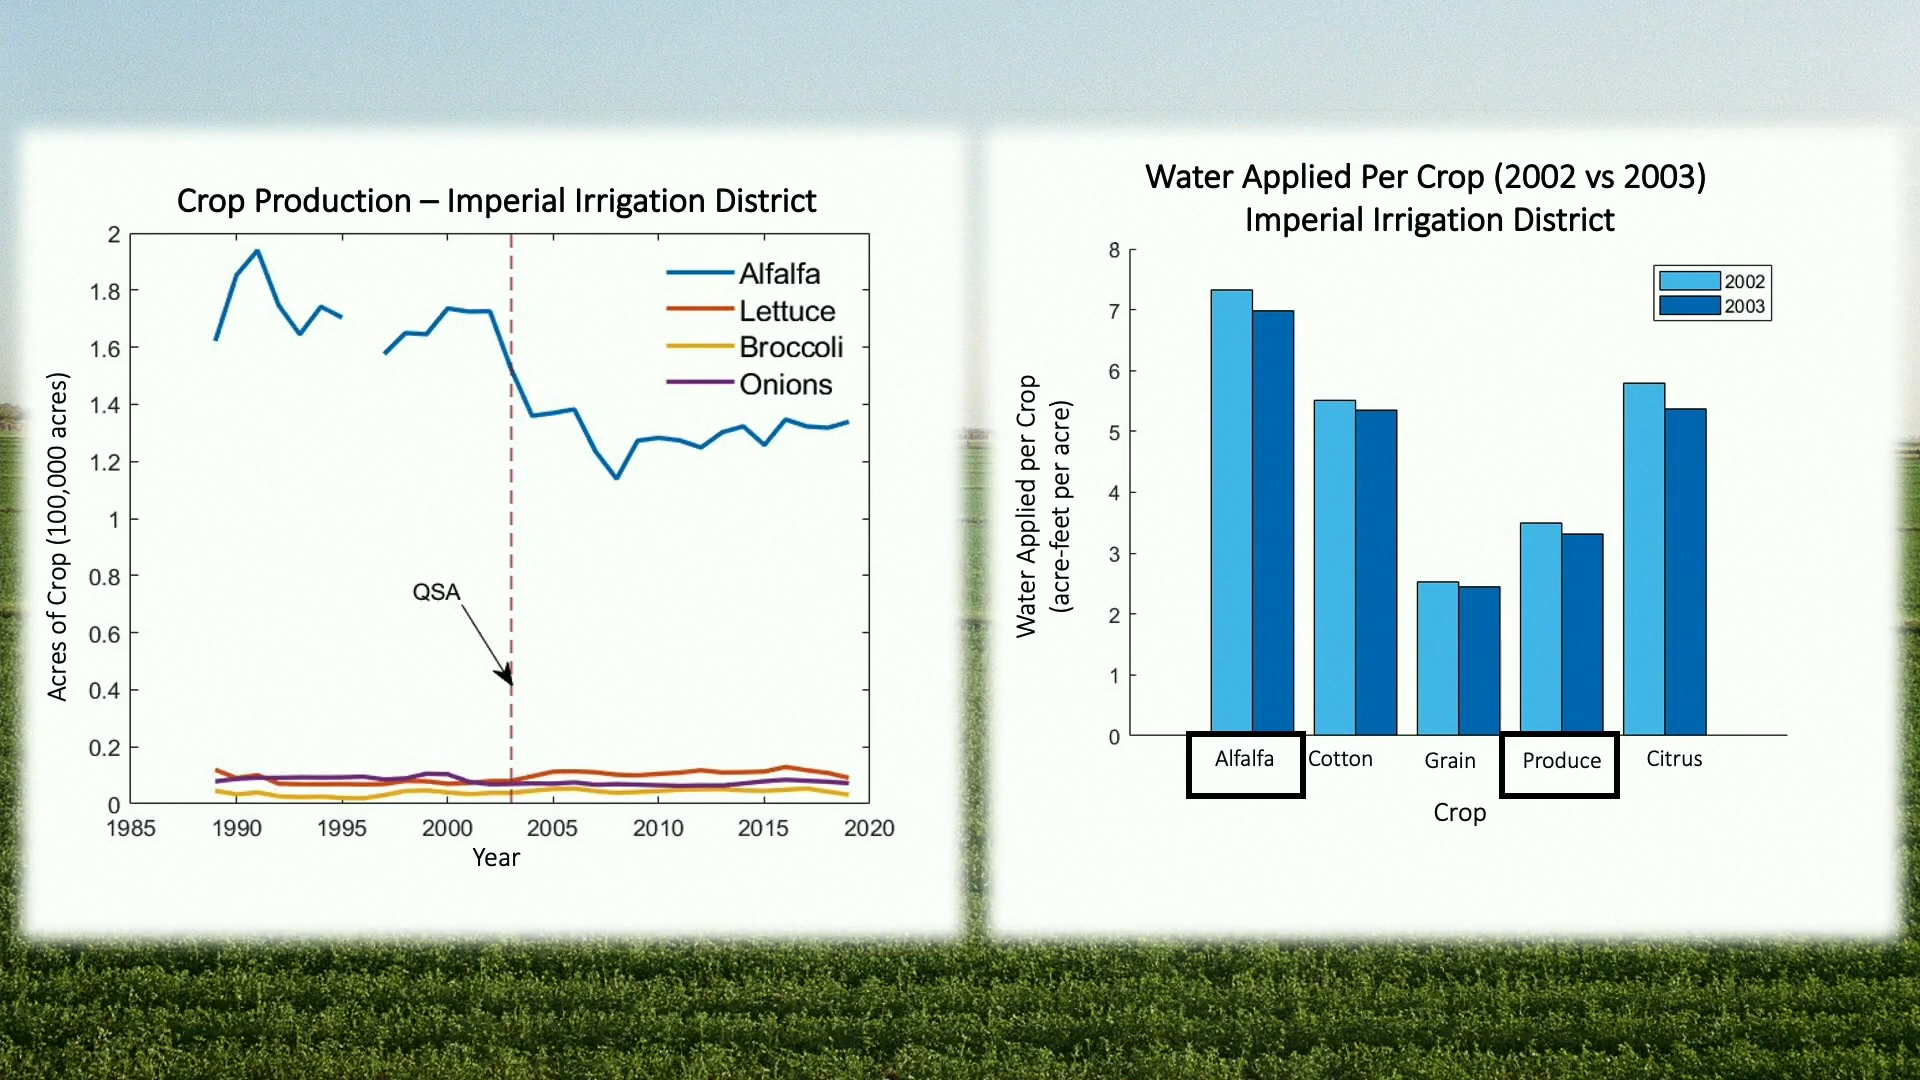 Crop Production – Imperial Irrigation District
2
1.8
1.6
1.4
1.2
1
0.8
0.6
0.4
0.2
0
Acres of Crop (100,000 acres)
Alfalfa
Lettuce
Broccoli
Onions
QSA
1985 1990 1995 2000 2005 2010 2015 2020
Year
Water Applied Per Crop (2002 vs 2003)
Imperial Irrigation District
8
7
6
5
4
3
2
1
0
Water Applied per Crop
(acre-feet per acre)
2002
2003
Alfalfa Cotton Grain Produce Citrus
Crop